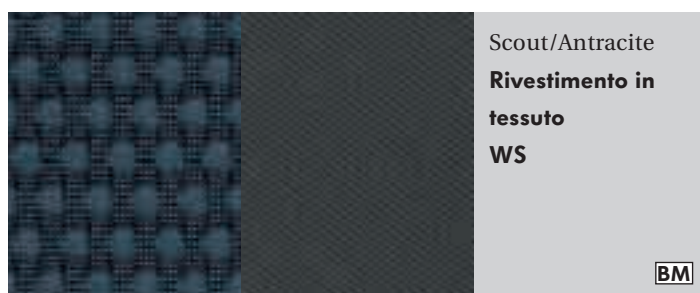 Scout/Antracite
Rivestimento in
tessuto
WS
BM